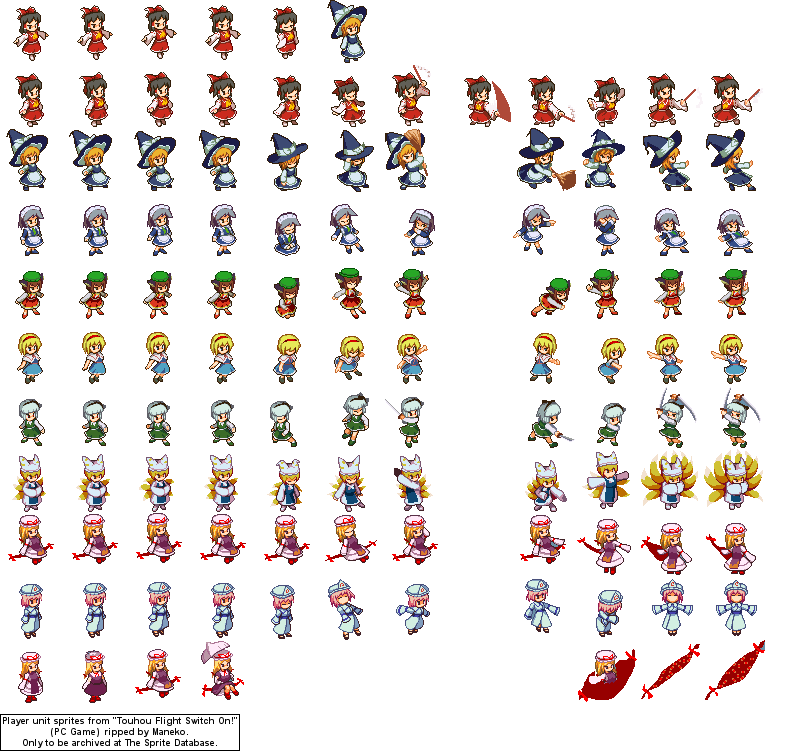 Player unit sprites from "Touhou Flight Switch On!"
(PC Game) ripped by Maneko.
Only to be archived at The Sprite Database.